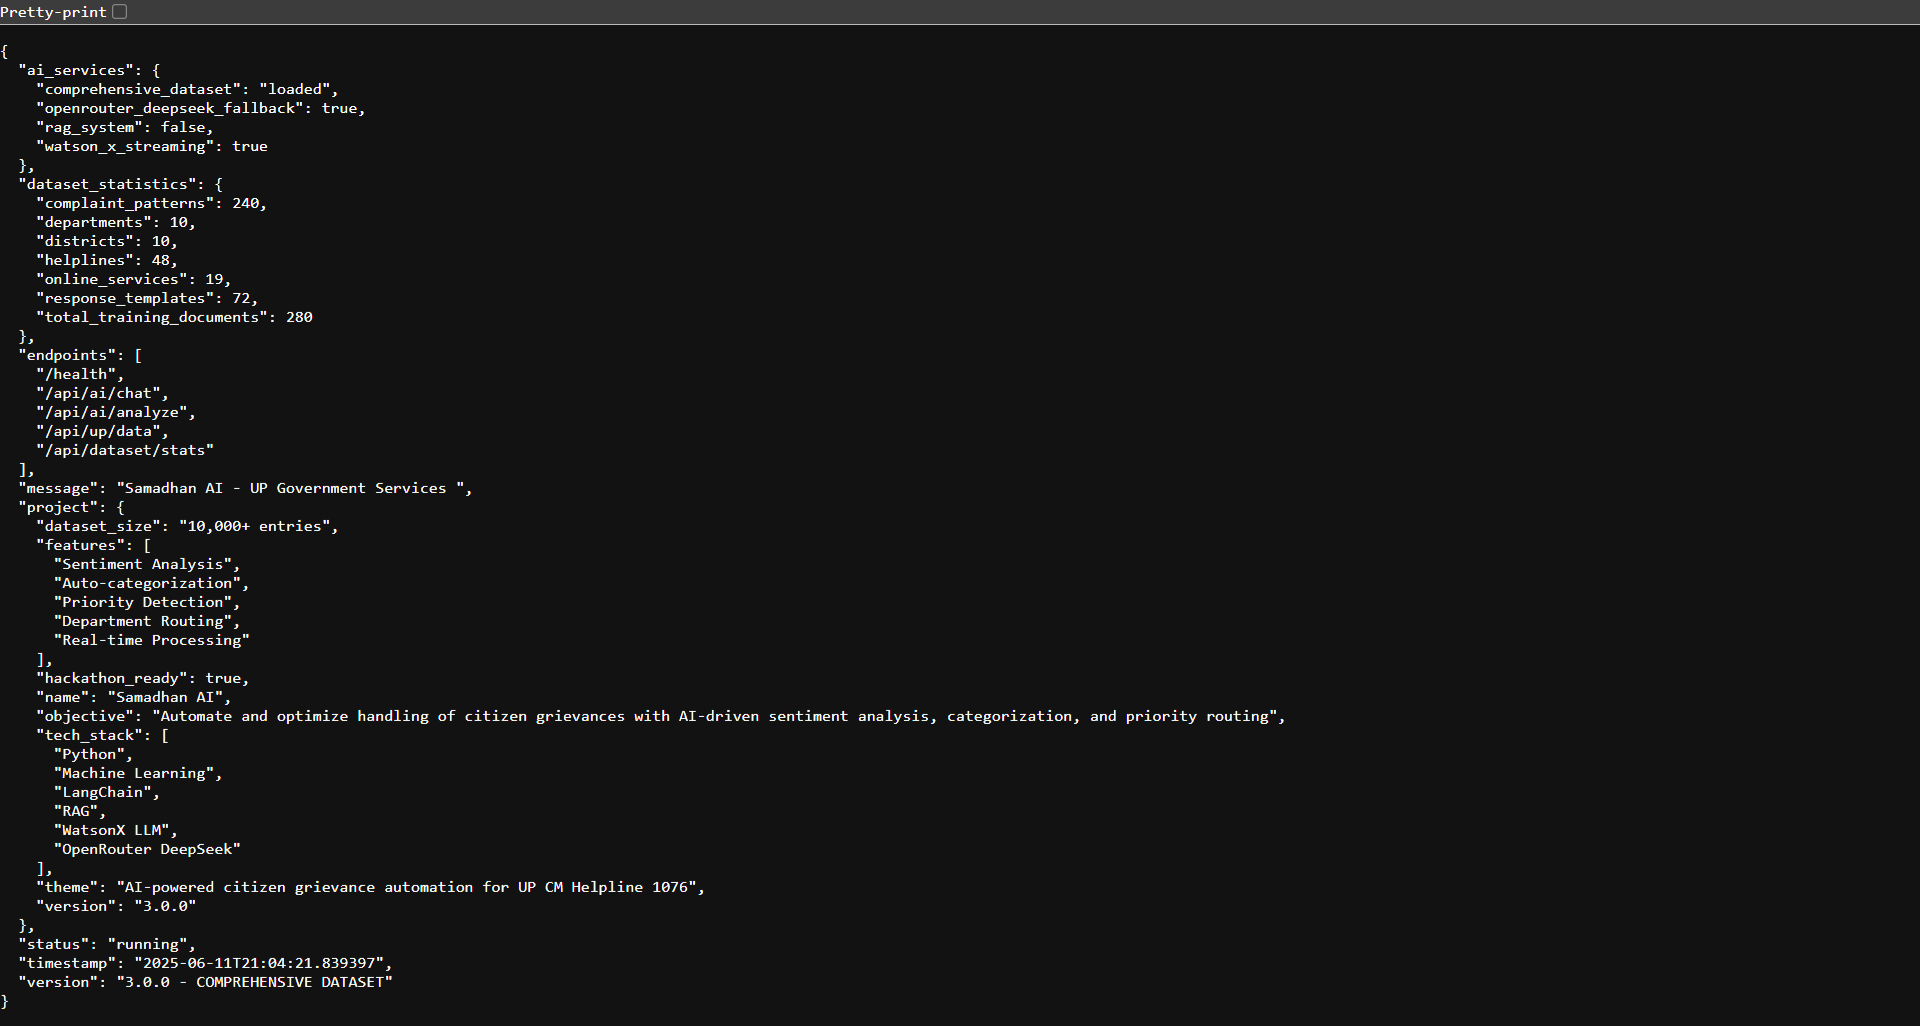 Pretty-print
{
  "ai_services": {
    "comprehensive_dataset": "loaded",
    "openrouter_deepseek_fallback": true,
    "rag_system": false,
    "watson_x_streaming": true
  },
  "dataset_statistics": {
    "complaint_patterns": 240,
    "departments": 10,
    "districts": 10,
    "helplines": 48,
    "online_services": 19,
    "response_templates": 72,
    "total_training_documents": 280
  },
  "endpoints": [
    "/health",
    "/api/ai/chat",
    "/api/ai/analyze",
    "/api/up/data",
    "/api/dataset/stats"
  ],
  "message": "Samadhan AI - UP Government Services ",
  "project": {
    "dataset_size": "10,000+ entries",
    "features": [
      "Sentiment Analysis",
      "Auto-categorization",
      "Priority Detection",
      "Department Routing",
      "Real-time Processing"
    ],
    "hackathon_ready": true,
    "name": "Samadhan AI",
    "objective": "Automate and optimize handling of citizen grievances with AI-driven sentiment analysis, categorization, and priority routing",
    "tech_stack": [
      "Python",
      "Machine Learning",
      "LangChain",
      "RAG",
      "WatsonX LLM",
      "OpenRouter DeepSeek"
    ],
    "theme": "AI-powered citizen grievance automation for UP CM Helpline 1076",
    "version": "3.0.0"
  },
  "status": "running",
  "timestamp": "2025-06-11T21:04:21.839397",
  "version": "3.0.0 - COMPREHENSIVE DATASET"
}